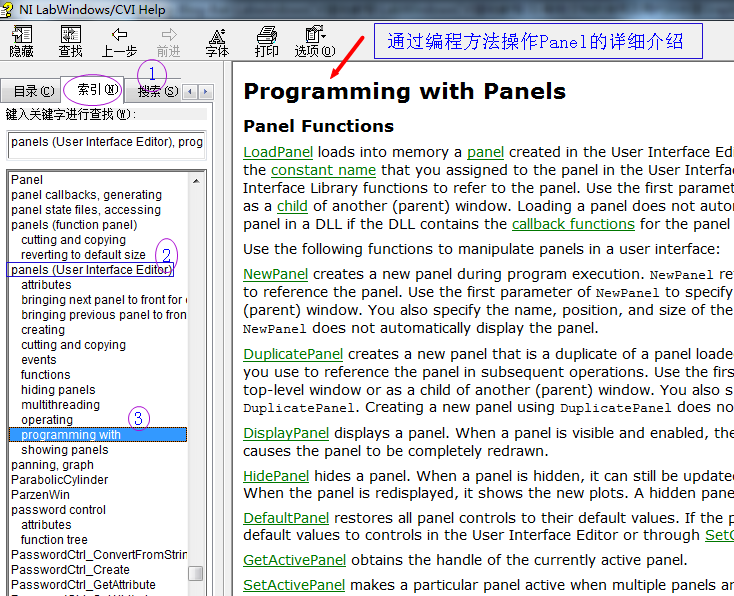 NI LabWindows/CVI Help
隐藏 查找 上一步 前进 字体 打印 选项(O)
通过编程方法操作Panel的详细介绍
目录(C) 索引(N) 搜索(S)
1
键入关键字进行查找(W):
panels (User Interface Editor), prog
Panel
panel callbacks, generating
panel state files, accessing
panels (function panel)
cutting and copying
reverting to default size
2
panels (User Interface Editor)
attributes
bringing next panel to front for
bringing previous panel to fron
creating
cutting and copying
events
functions
hiding panels
multithreading
operating
3
programming with
showing panels
panning, graph
ParabolicCylinder
ParzenWin
password control
attributes
function tree
PasswordCtrl_ConvertFromStrin
PasswordCtrl_Create
PasswordCtrl_GetAttribute
Programming with Panels
Panel Functions
LoadPanel loads into memory a panel created in the User Interface Edi
the constant name that you assigned to the panel in the User Interfac
Interface Library functions to refer to the panel. Use the first paramet
as a child of another (parent) window. Loading a panel does not autor
panel in a DLL if the DLL contains the callback functions for the panel
Use the following functions to manipulate panels in a user interface:
NewPanel creates a new panel during program execution. NewPanel re
to reference the panel. Use the first parameter of NewPanel to specify
(parent) window. You also specify the name, position, and size of the
NewPanel does not automatically display the panel.
DuplicatePanel creates a new panel that is a duplicate of a panel loade
you use to reference the panel in subsequent operations. Use the firs
top-level window or as a child of another (parent) window. You also s
DuplicatePanel. Creating a new panel using DuplicatePanel does no
DisplayPanel displays a panel. When a panel is visible and enabled, the
causes the panel to be completely redrawn.
HidePanel hides a panel. When a panel is hidden, it can still be update
When the panel is redisplayed, it shows the new plots. A hidden pane
DefaultPanel restores all panel controls to their default values. If the p
default values to controls in the User Interface Editor or through SetC
GetActivePanel obtains the handle of the currently active panel.
SetActivePanel makes a particular panel active when multiple panels ar